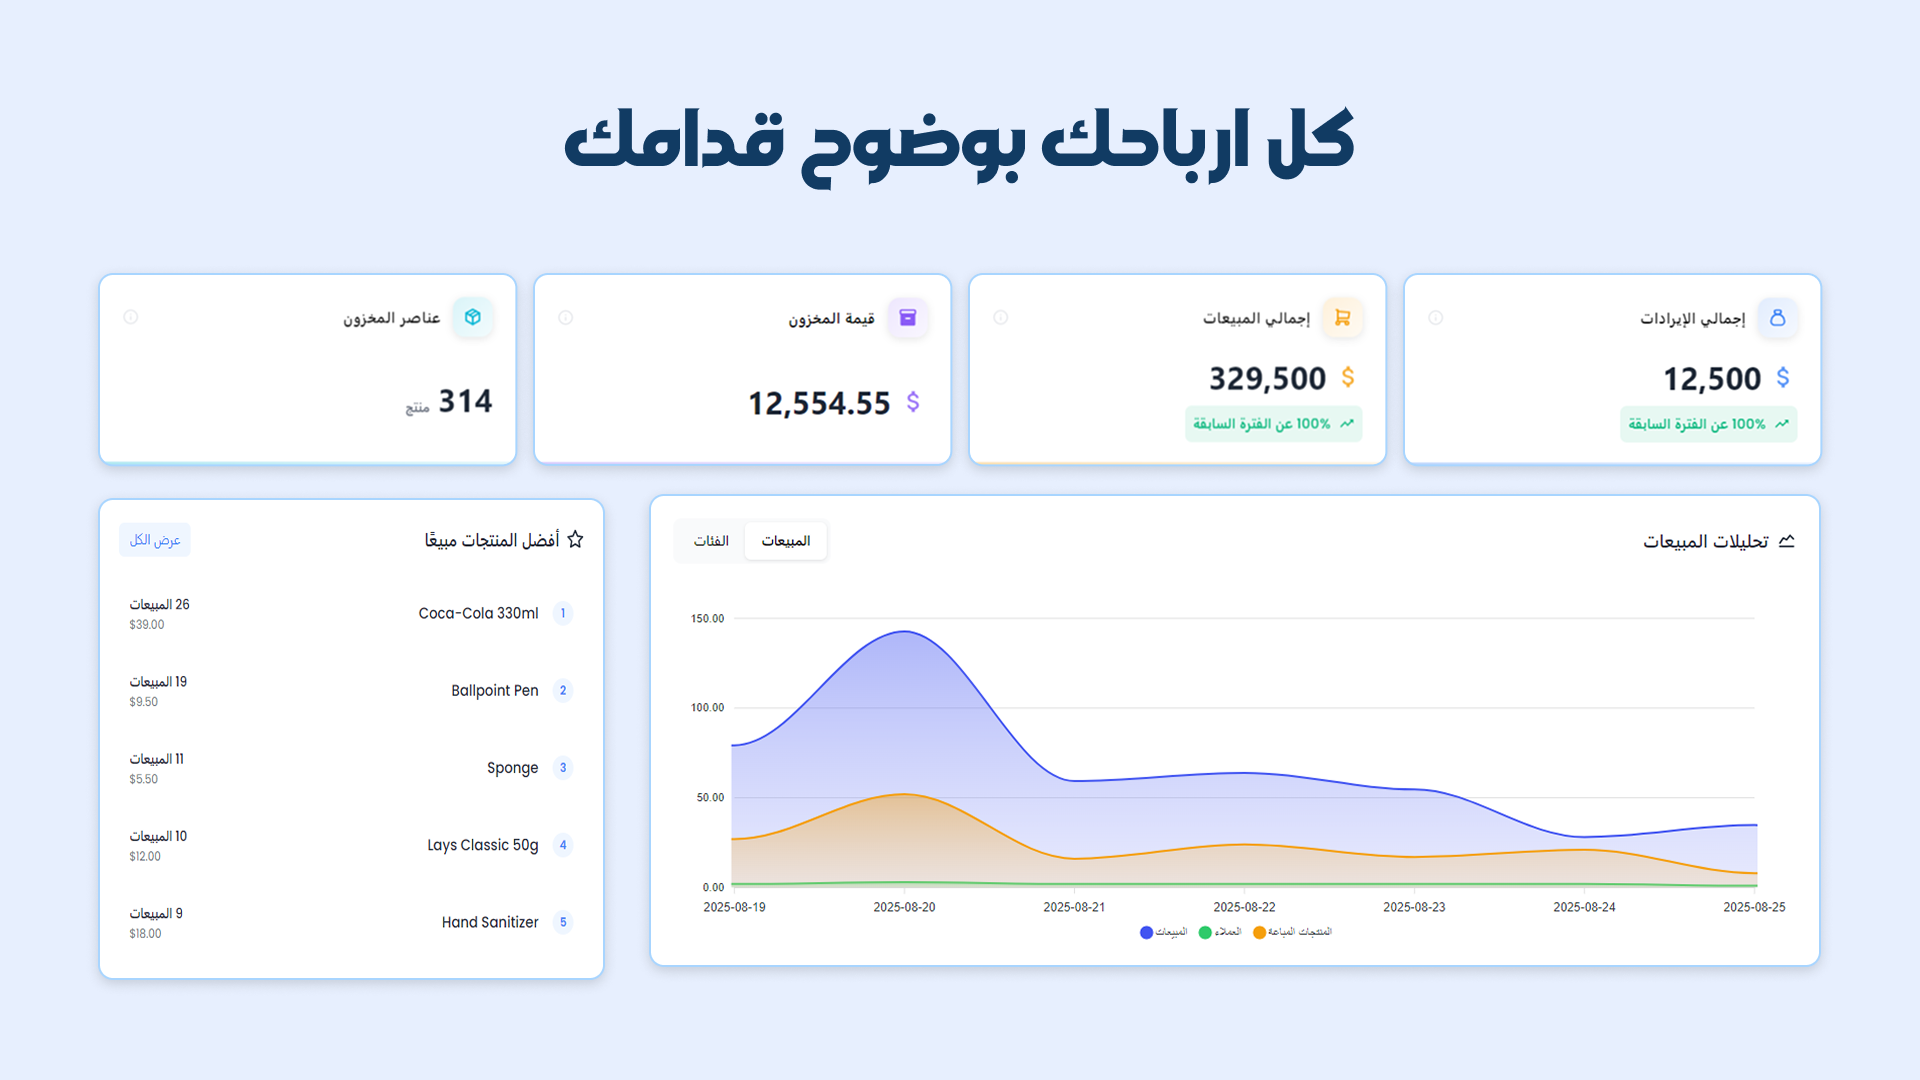 كل ارباحك بوضوح قدامك
إجمالي الإيرادات
$ 12,500
100% عن الفترة السابقة
إجمالي المبيعات
$ 329,500
100% عن الفترة السابقة
قيمة المخزون
$ 12,554.55
عناصر المخزون
314 منتج
تحليلات المبيعات
المبيعات
الفئات
150.00
100.00
50.00
0.00
2025-08-19
2025-08-20
2025-08-21
2025-08-22
2025-08-23
2025-08-24
2025-08-25
المنتجات المباعة
العملاء
المبيعات
أفضل المنتجات مبيعًا
عرض الكل
1 Coca-Cola 330ml
26 المبيعات
$39.00
2 Ballpoint Pen
19 المبيعات
$9.50
3 Sponge
11 المبيعات
$5.50
4 Lays Classic 50g
10 المبيعات
$12.00
5 Hand Sanitizer
9 المبيعات
$18.00